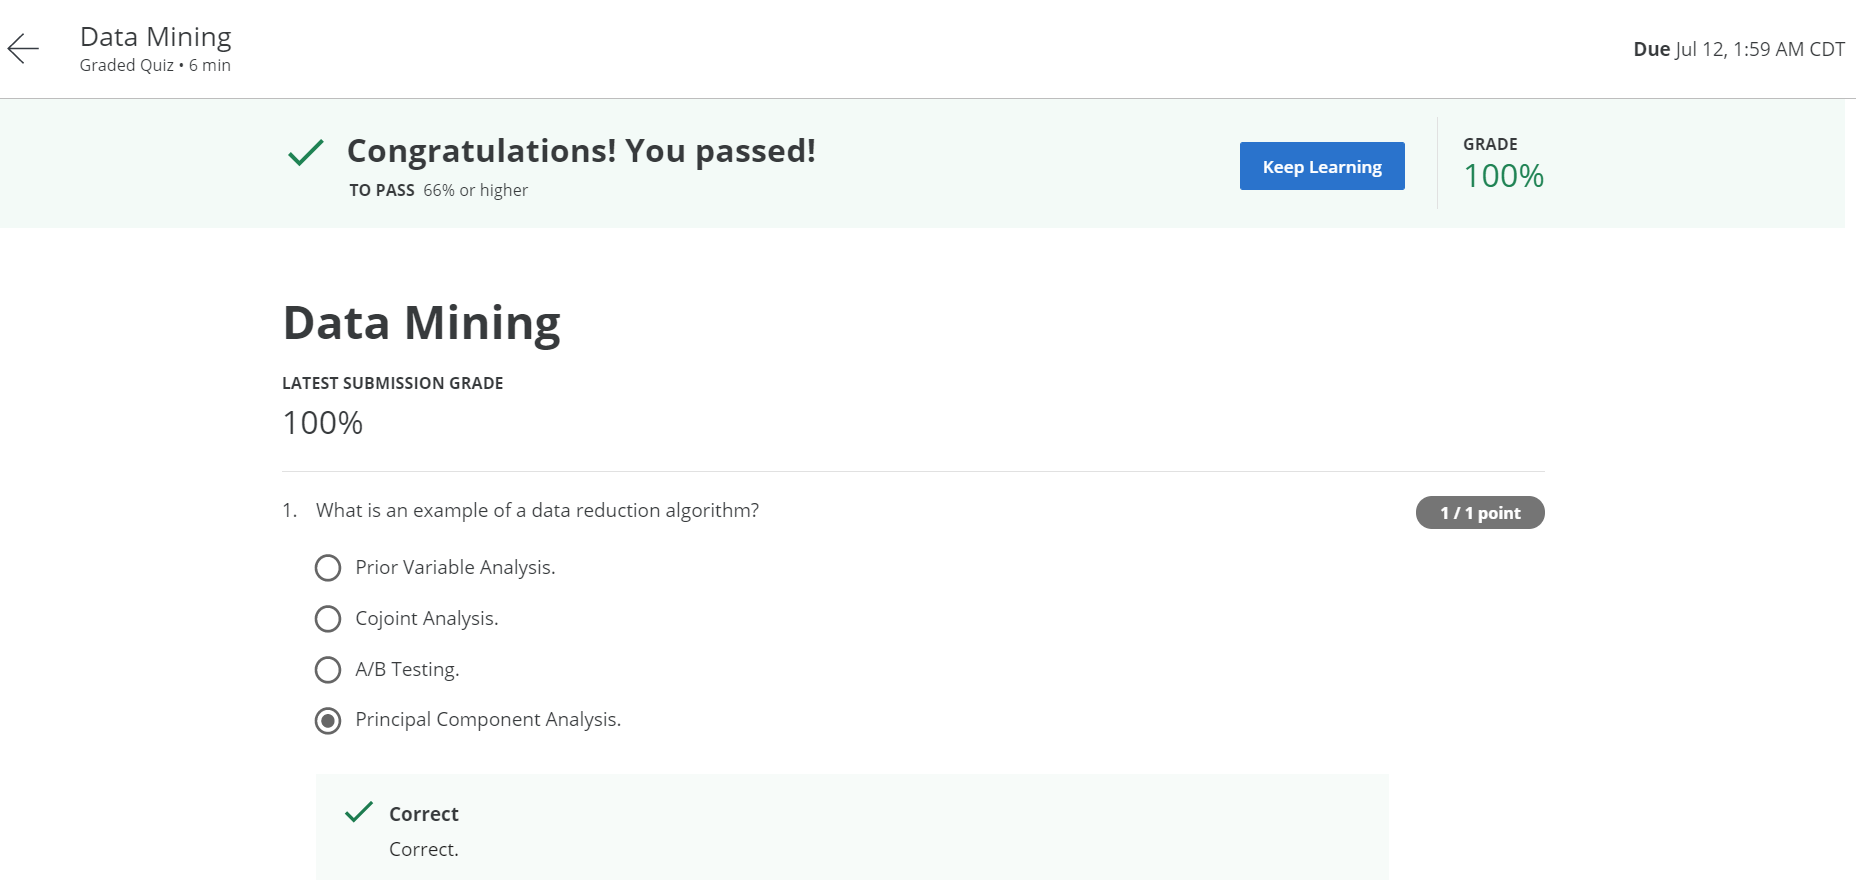 Data Mining
Graded Quiz • 6 min
Due Jul 12, 1:59 AM CDT
Congratulations! You passed!
TO PASS 66% or higher
Keep Learning
GRADE
100%
Data Mining
LATEST SUBMISSION GRADE
100%
1. What is an example of a data reduction algorithm?
1 / 1 point
Prior Variable Analysis.
Cojoint Analysis.
A/B Testing.
Principal Component Analysis.
Correct
Correct.